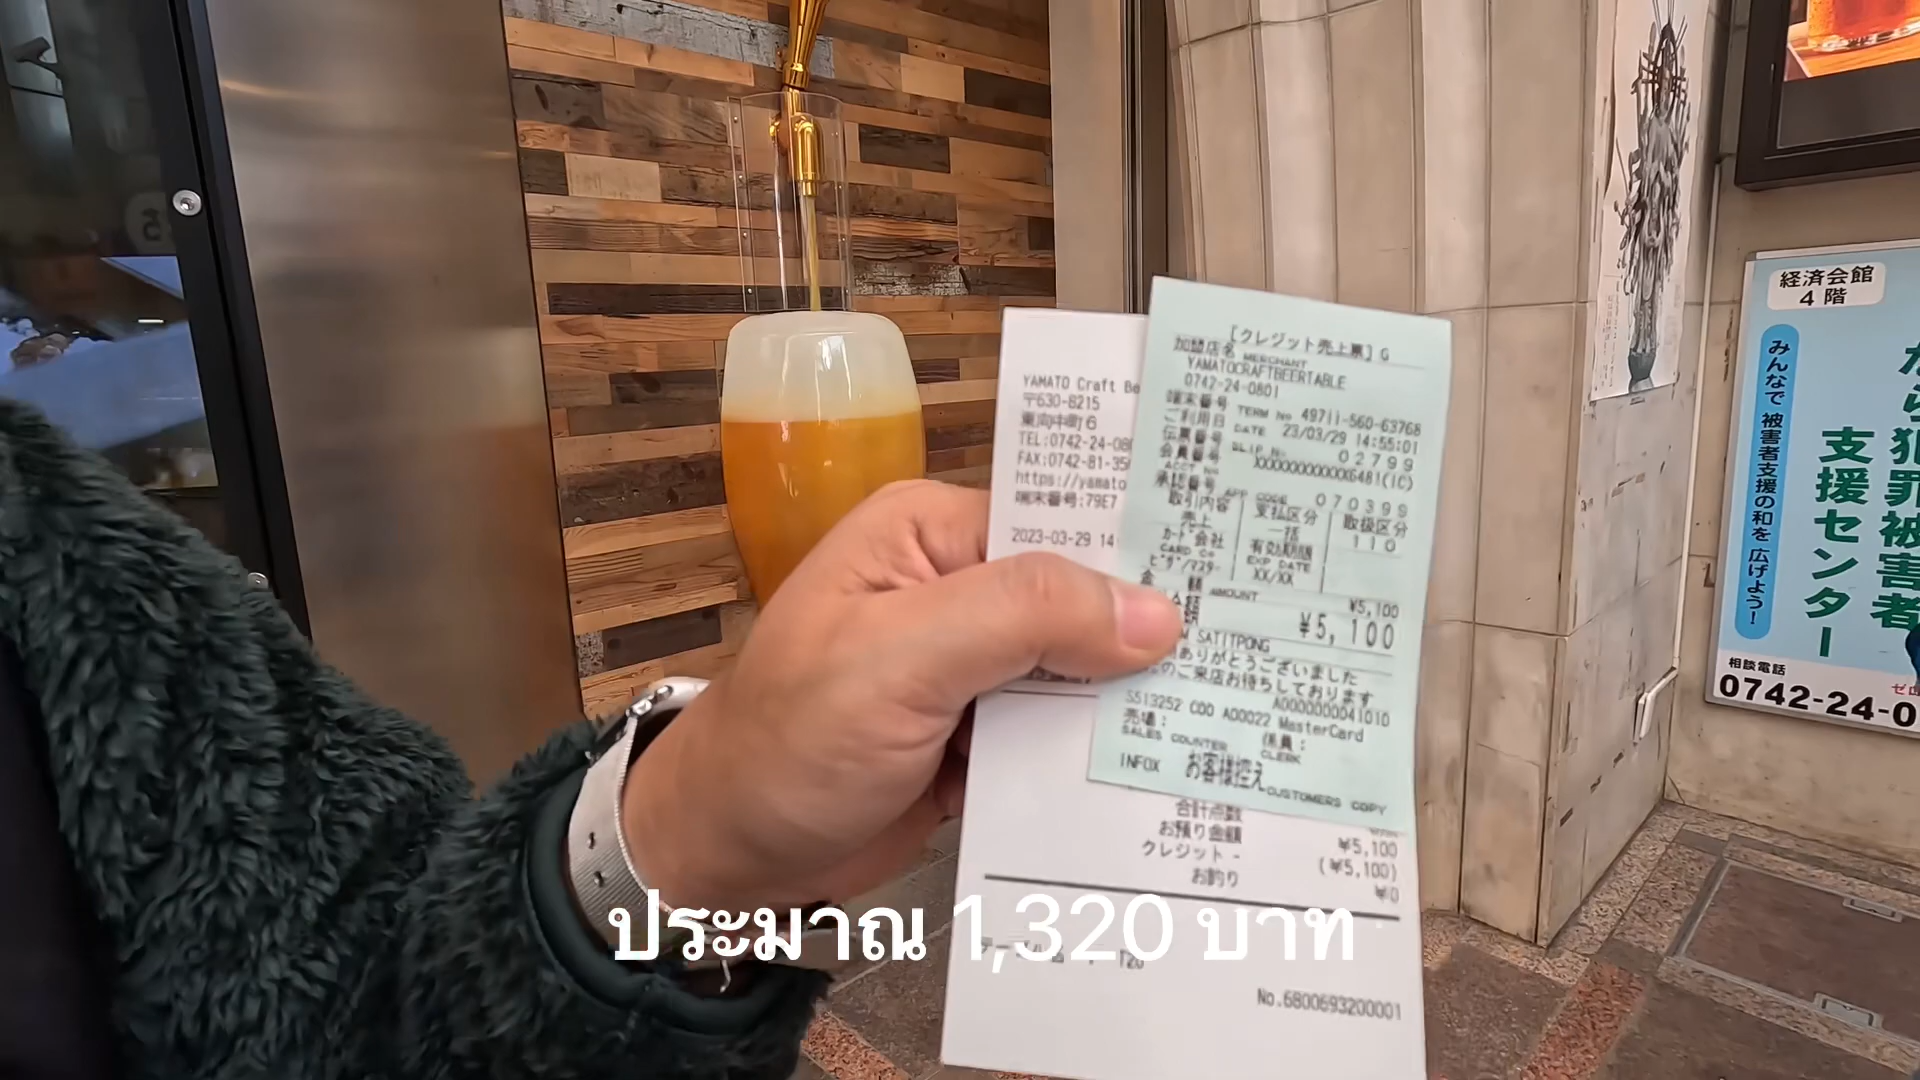 YAMATO Craft Be
〒630-8215
東向中町6
TEL:0742-24-08
FAX:0742-81-35
https://yamato
端末番号:79E7
2023-03-29 14
[クレジット売上票] G
加盟店名 MERCHANT
YAMATOCRAFTBEERTABLE
0742-24-0801
端末番号 TERM No 49711-560-63768
ご利用日 DATE 23/03/29 14:55:01
伝票番号 SLIP No 02799
会員番号 XXXXXXXXXXXX6481(IC)
ACCT No
承認番号 APP CODE 070399
取引内容 支払区分 取扱区分
売上 一括 110
カード会社 有効期限
CARD Co EXP DATE
ビザ/マスター XX/XX
金額 AMOUNT ¥5,100
¥5,100
SATITPONG
ありがとうございました
のご来店お待ちしております
A0000000041010
S513252 C00 A00022 MasterCard
売場: 係員:
SALES COUNTER CLERK
INFOX お客様控え CUSTOMERS COPY
合計点数
お預り金額 ¥5,100
クレジット- (¥5,100)
お釣り ¥0
No.6800693200001
経済会館
4階
みんなで 被害者支援の和を 広げよう!
なら犯罪被害者
支援センター
相談電話
0742-24-0
ประมาณ 1,320 บาท